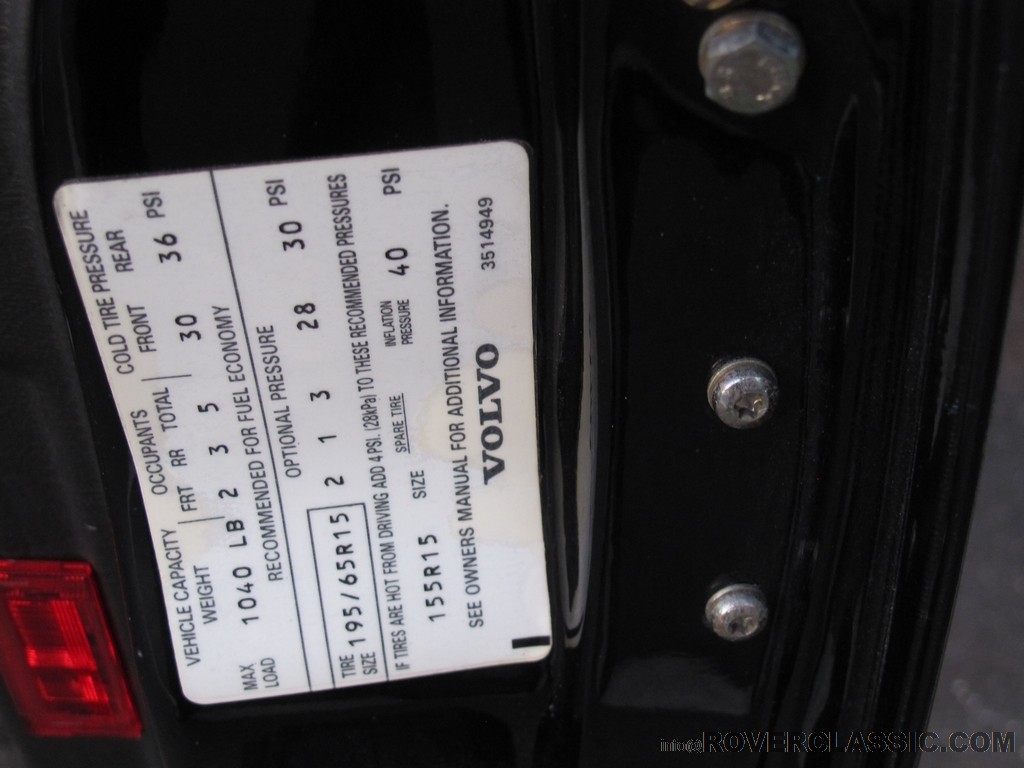 VEHICLE CAPACITY OCCUPANTS COLD TIRE PRESSURE
WEIGHT FRT RR TOTAL FRONT REAR
MAX LOAD 1040 LB 2 3 5 30 36 PSI
RECOMMENDED FOR FUEL ECONOMY
OPTIONAL PRESSURE
TIRE SIZE 195/65R15 2 1 3 28 30 PSI
IF TIRES ARE HOT FROM DRIVING ADD 4 PSI. (28kPa) TO THESE RECOMMENDED PRESSURES
155R15 SIZE SPARE TIRE INFLATION PRESSURE 40 PSI
SEE OWNERS MANUAL FOR ADDITIONAL INFORMATION.
VOLVO 3514949
info@ROVERCLASSIC.COM